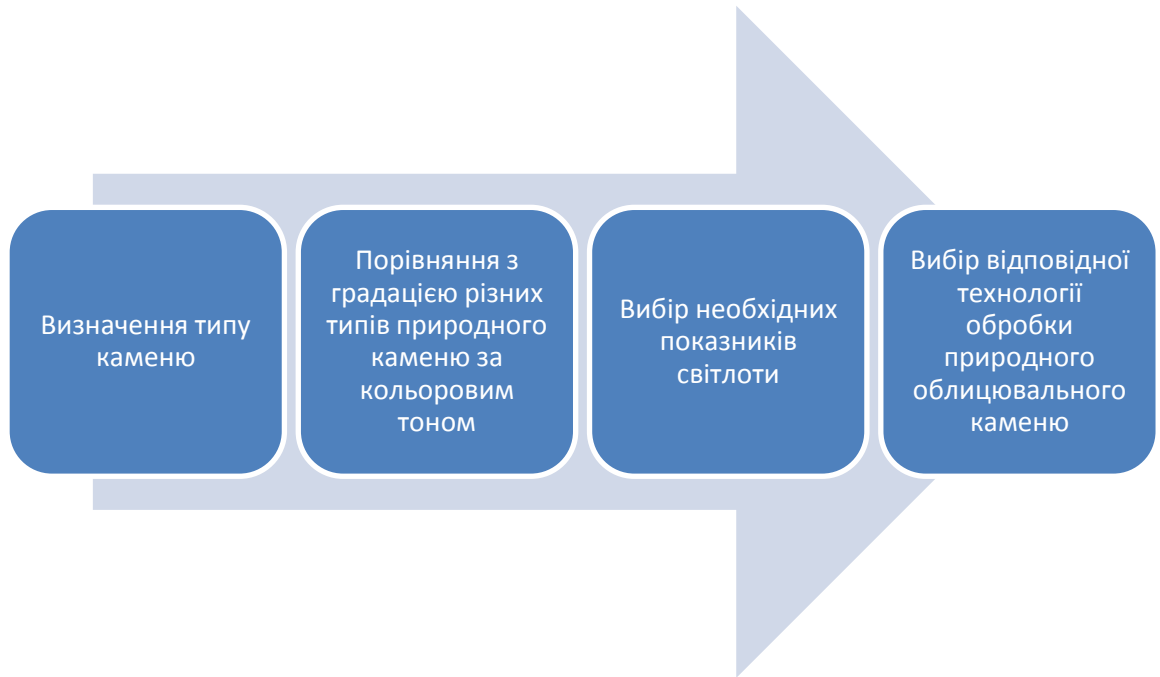 Визначення типу
каменю
Порівняння з
градацією різних
типів природного
каменю за
кольоровим
тоном
Вибір необхідних
показників
світлоти
Вибір відповідної
технології
обробки
природного
облицювального
каменю